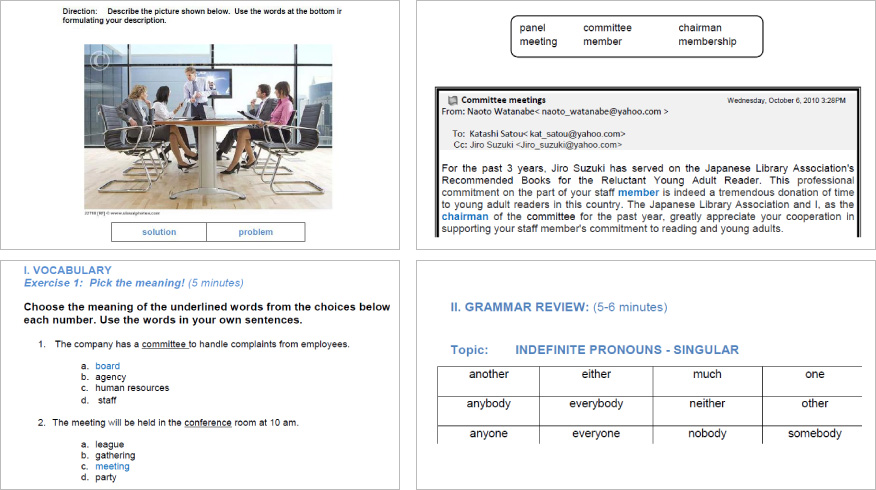 Direction: Describe the picture shown below. Use the words at the bottom ir
formulating your description.
©
solution problem
panel committee chairman
meeting member membership
Committee meetings Wednesday, October 6, 2010 3:28PM
From: Naoto Watanabe< naoto_watanabe@yahoo.com >
To: Katashi Satou< kat_satou@yahoo.com>
Cc: Jiro Suzuki <Jiro_suzuki@yahoo.com>
For the past 3 years, Jiro Suzuki has served on the Japanese Library Association's
Recommended Books for the Reluctant Young Adult Reader. This professional
commitment on the part of your staff member is indeed a tremendous donation of time
to young adult readers in this country. The Japanese Library Association and I, as the
chairman of the committee for the past year, greatly appreciate your cooperation in
supporting your staff member's commitment to reading and young adults.
I. VOCABULARY
Exercise 1: Pick the meaning! (5 minutes)
Choose the meaning of the underlined words from the choices below
each number. Use the words in your own sentences.
1. The company has a committee to handle complaints from employees.
a. board
b. agency
c. human resources
d. staff
2. The meeting will be held in the conference room at 10 am.
a. league
b. gathering
c. meeting
d. party
II. GRAMMAR REVIEW: (5-6 minutes)
Topic: INDEFINITE PRONOUNS - SINGULAR
another either much one
anybody everybody neither other
anyone everyone nobody somebody